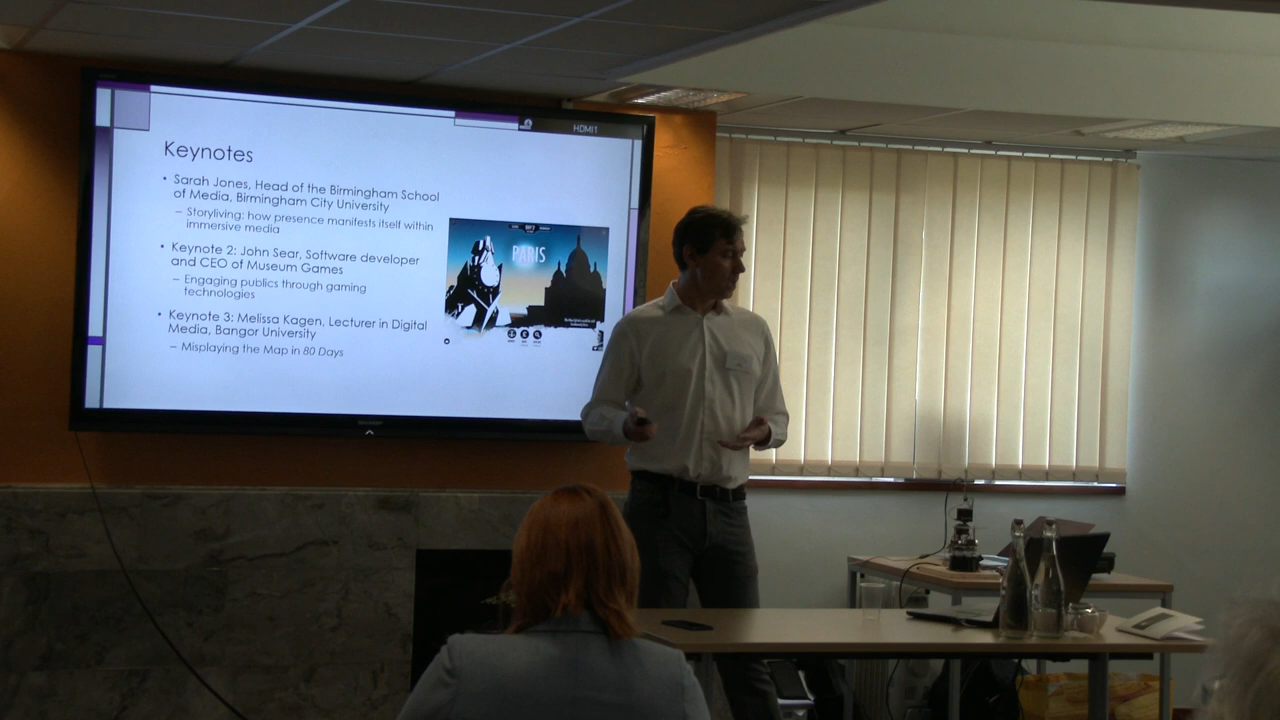 HDMI1
Keynotes
• Sarah Jones, Head of the Birmingham School
of Media, Birmingham City University
– Storyliving: how presence manifests itself within
immersive media
• Keynote 2: John Sear, Software developer
and CEO of Museum Games
– Engaging publics through gaming
technologies
• Keynote 3: Melissa Kagen, Lecturer in Digital
Media, Bangor University
– Misplaying the Map in 80 Days
PARIS